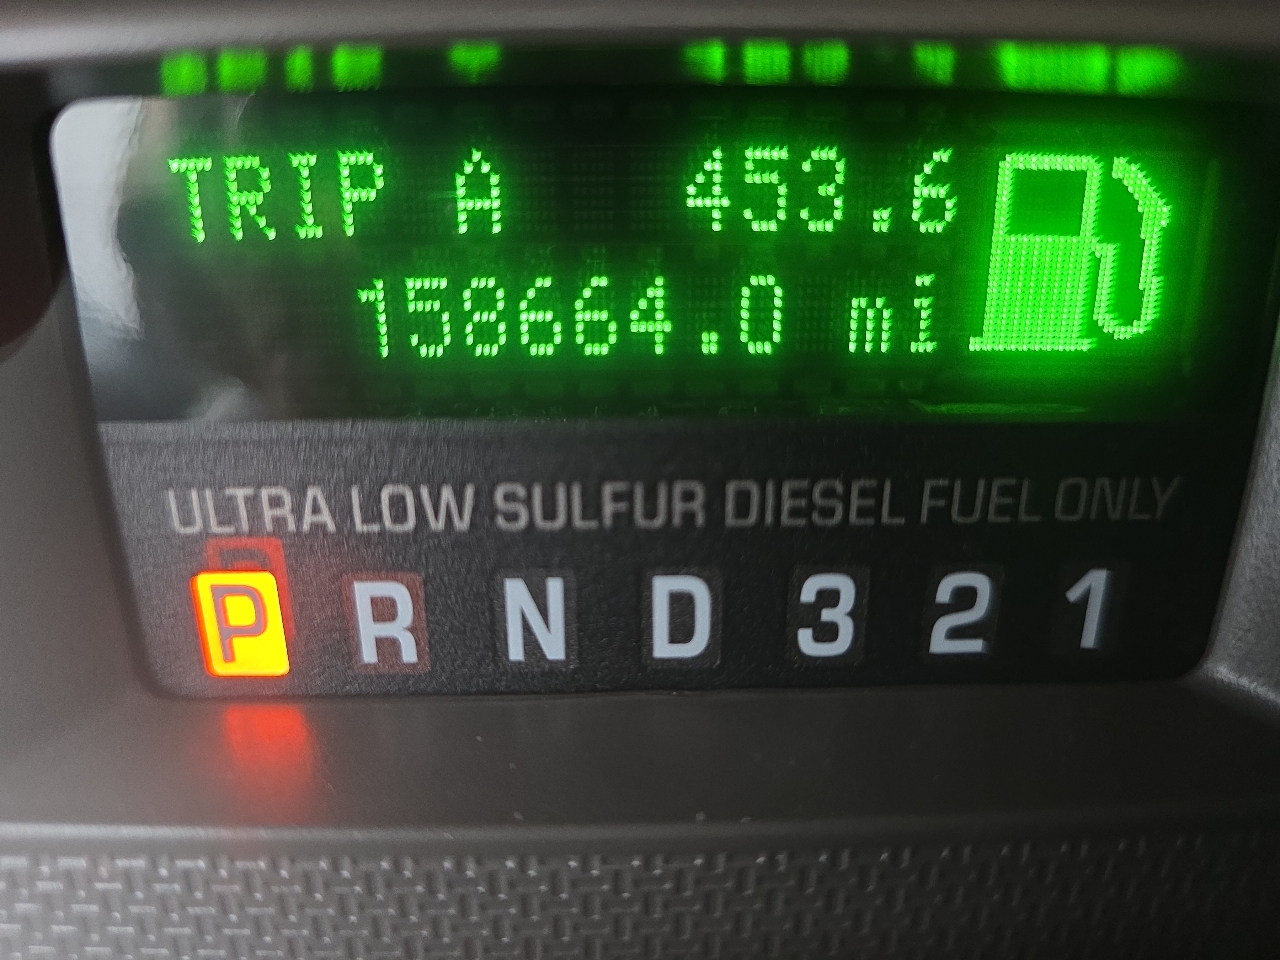 TRIP A 453.6
158664.0 mi
ULTRA LOW SULFUR DIESEL FUEL ONLY
P R N D 3 2 1